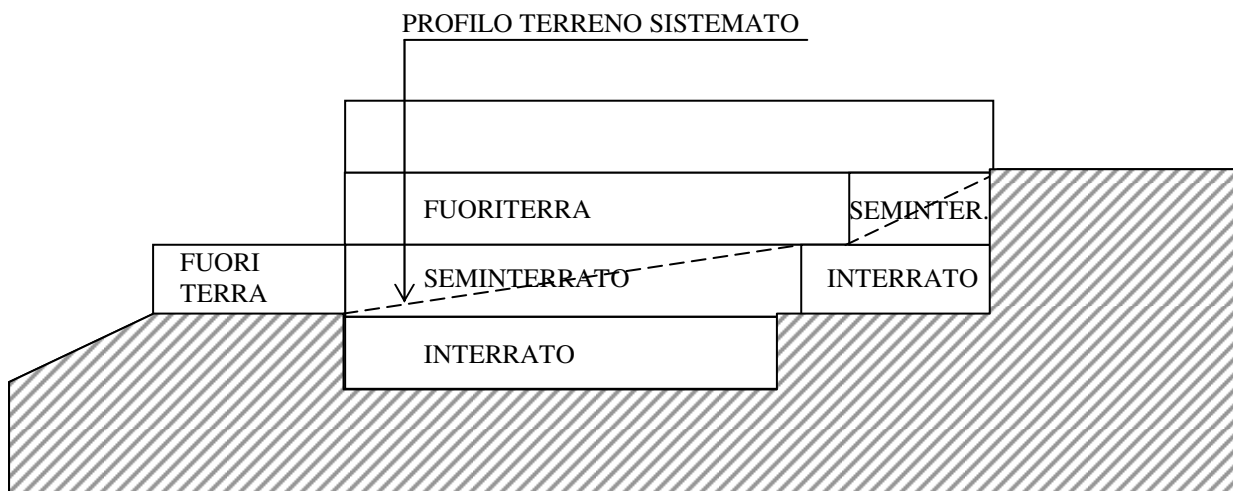 PROFILO TERRENO SISTEMATO
FUORITERRA
SEMINTER.
FUORI
TERRA
SEMINTERRATO
INTERRATO
INTERRATO